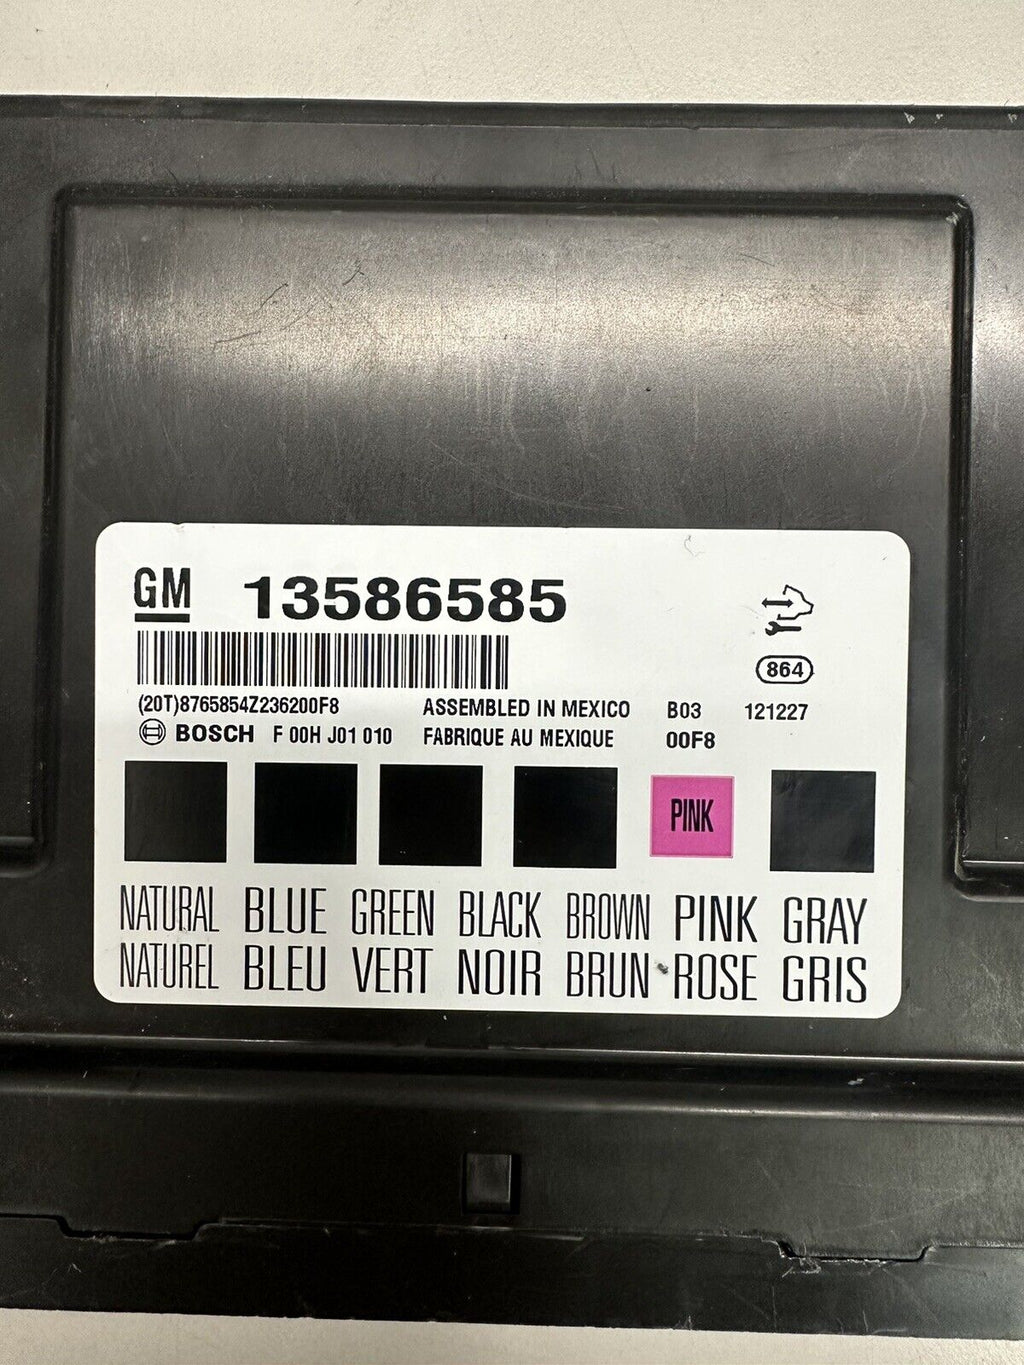 GM 13586585
864
(20T)8765854Z236200F8 ASSEMBLED IN MEXICO B03 121227
BOSCH F 00H J01 010 FABRIQUE AU MEXIQUE 00F8
PINK
NATURAL BLUE GREEN BLACK BROWN PINK GRAY
NATUREL BLEU VERT NOIR BRUN ROSE GRIS